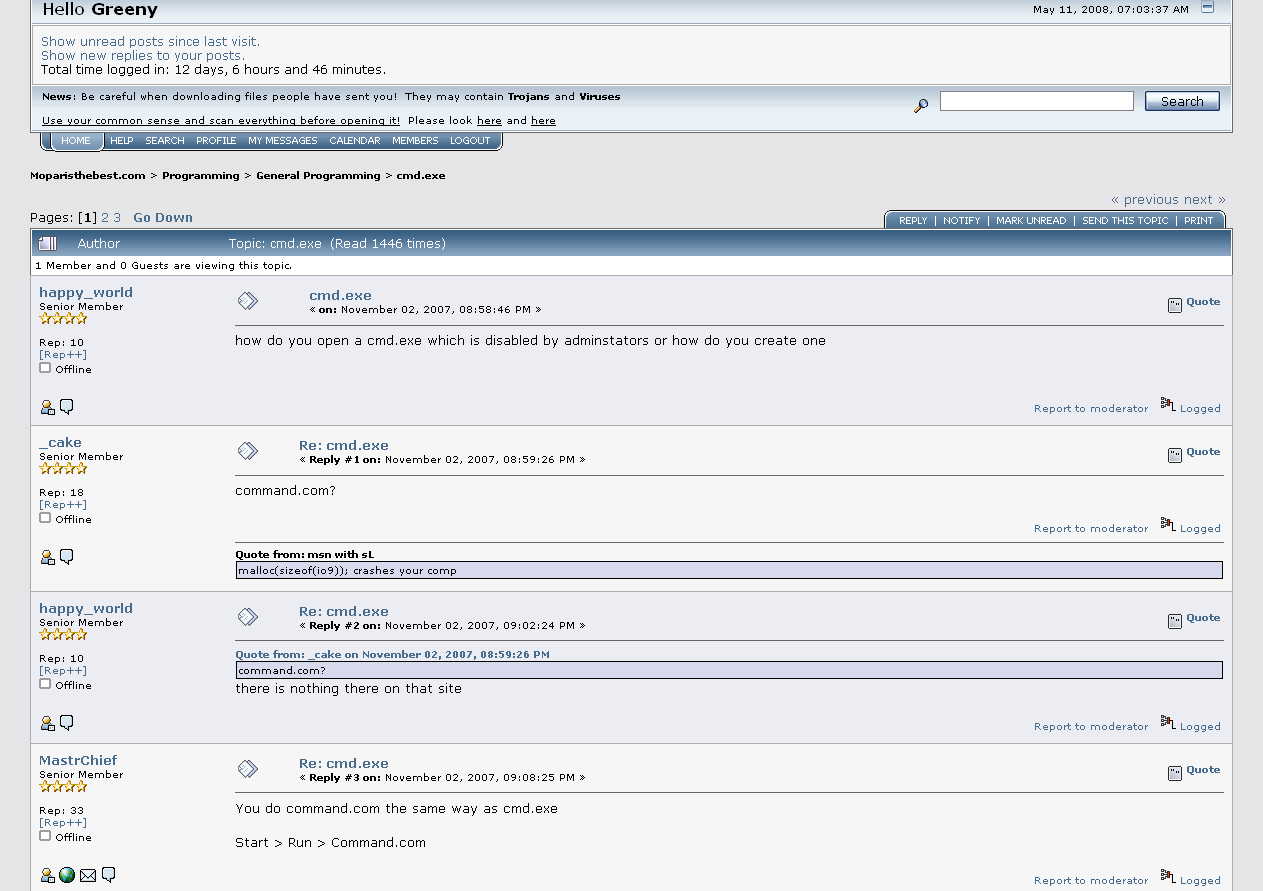 Hello Greeny
May 11, 2008, 07:03:37 AM
Show unread posts since last visit.
Show new replies to your posts.
Total time logged in: 12 days, 6 hours and 46 minutes.
News: Be careful when downloading files people have sent you! They may contain Trojans and Viruses
Use your common sense and scan everything before opening it! Please look here and here
Search
HOME HELP SEARCH PROFILE MY MESSAGES CALENDAR MEMBERS LOGOUT
Moparisthebest.com > Programming > General Programming > cmd.exe
« previous next »
Pages: [1] 2 3 Go Down
REPLY | NOTIFY | MARK UNREAD | SEND THIS TOPIC | PRINT
Author Topic: cmd.exe (Read 1446 times)
1 Member and 0 Guests are viewing this topic.
happy_world
Senior Member
Rep: 10
[Rep++]
Offline
cmd.exe
« on: November 02, 2007, 08:58:46 PM »
Quote
how do you open a cmd.exe which is disabled by adminstators or how do you create one
Report to moderator Logged
_cake
Senior Member
Rep: 18
[Rep++]
Offline
Re: cmd.exe
« Reply #1 on: November 02, 2007, 08:59:26 PM »
Quote
command.com?
Report to moderator Logged
Quote from: msn with sL
malloc(sizeof(io9)); crashes your comp
happy_world
Senior Member
Rep: 10
[Rep++]
Offline
Re: cmd.exe
« Reply #2 on: November 02, 2007, 09:02:24 PM »
Quote
Quote from: _cake on November 02, 2007, 08:59:26 PM
command.com?
there is nothing there on that site
Report to moderator Logged
MastrChief
Senior Member
Rep: 33
[Rep++]
Offline
Re: cmd.exe
« Reply #3 on: November 02, 2007, 09:08:25 PM »
Quote
You do command.com the same way as cmd.exe
Start > Run > Command.com
Report to moderator Logged